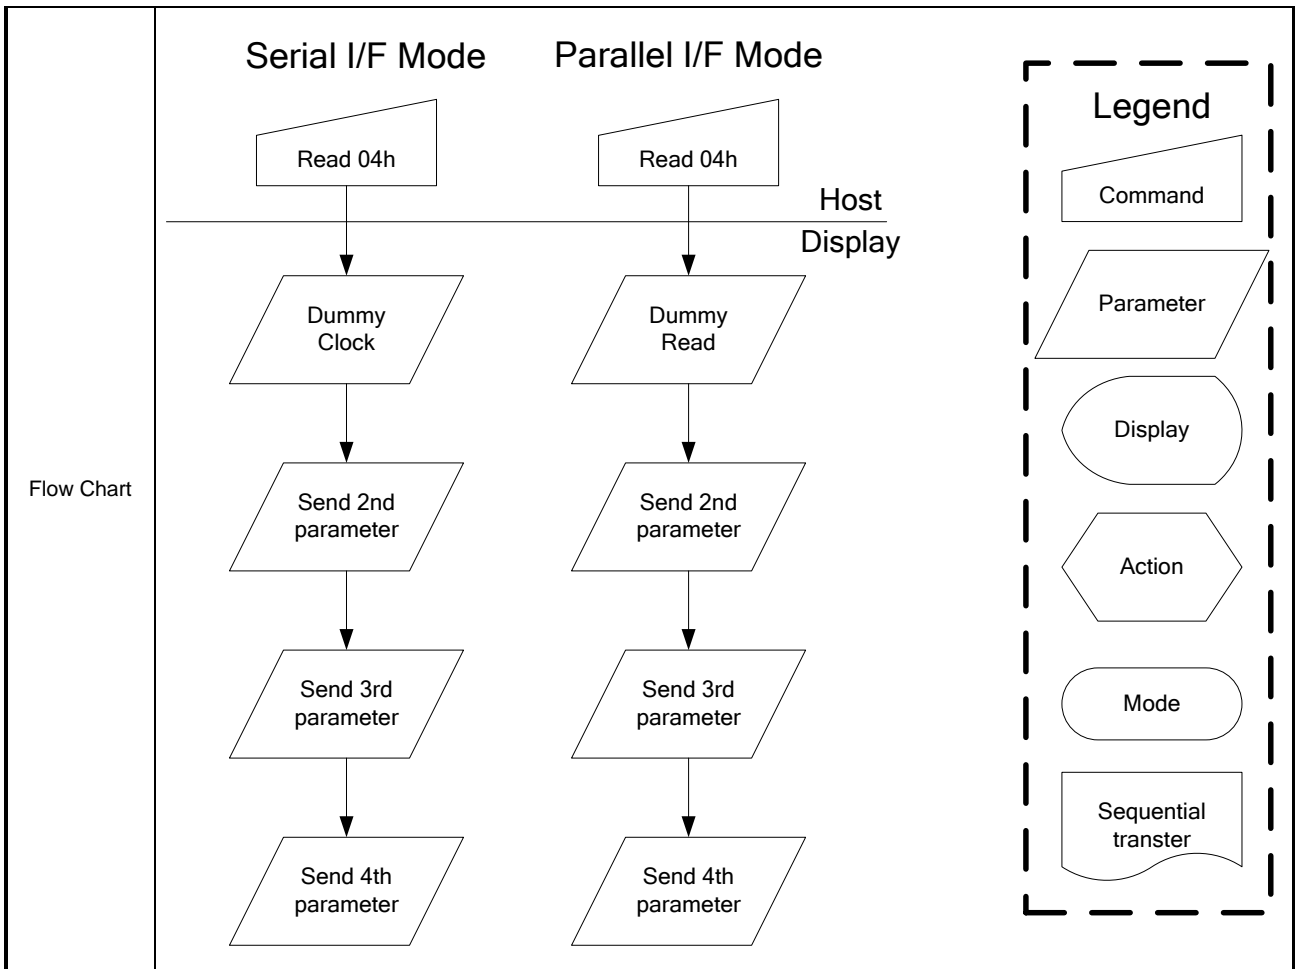 Flow Chart
Serial I/F Mode
Read 04h
Dummy
Clock
Send 2nd
parameter
Send 3rd
parameter
Send 4th
parameter
Parallel I/F Mode
Read 04h
Dummy
Read
Send 2nd
parameter
Send 3rd
parameter
Send 4th
parameter
Host
Display
Legend
Command
Parameter
Display
Action
Mode
Sequential
transter